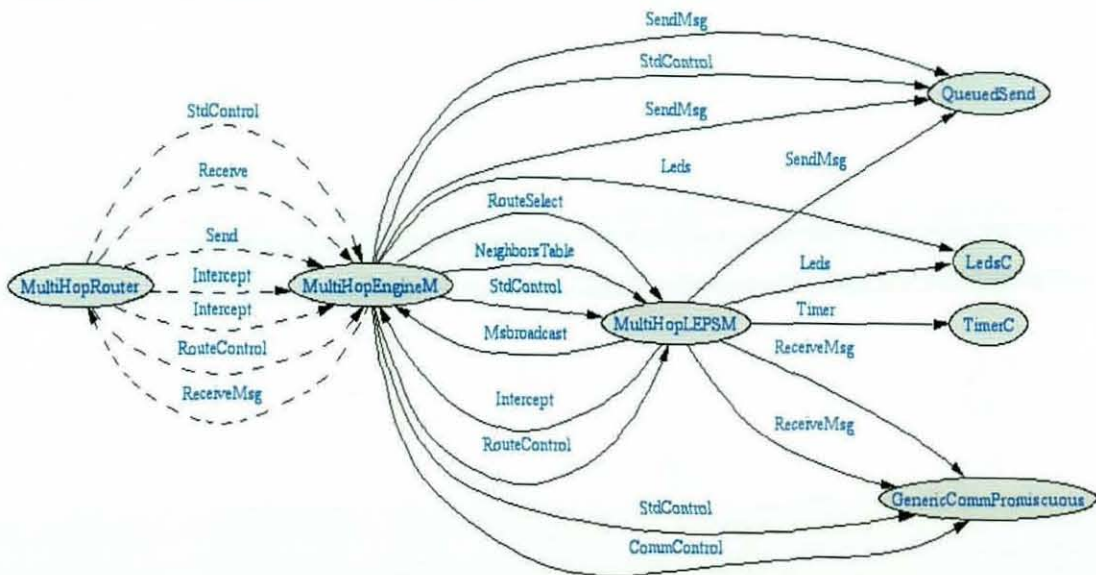 SendMsg
StdControl
QueuedSend
StdControl
SendMsg
SendMsg
Receive
Leds
RouteSelect
Send
NeighborsTable
Leds
LedsC
MultiHopRouter
Intercept
MultiHopEngineM
StdControl
Intercept
Msbroadcast
MultiHopLEPSM
Timer
TimerC
RouteControl
ReceiveMsg
ReceiveMsg
Intercept
ReceiveMsg
RouteControl
GenericCommPromiscuous
StdControl
CommControl